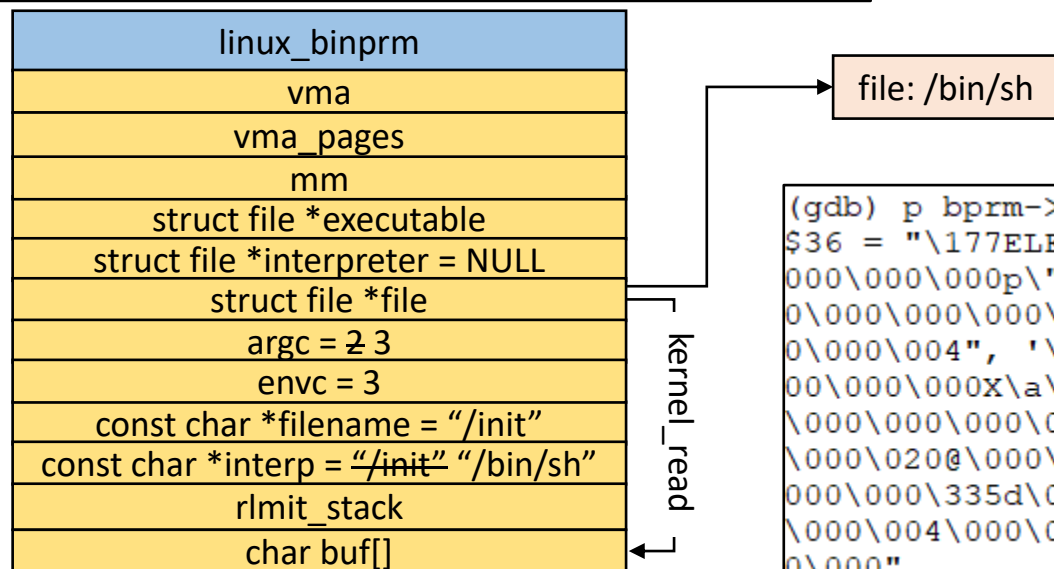 linux_binprm
vma
vma_pages
mm
struct file *executable
struct file *interpreter = NULL
struct file *file
argc = 2 3
envc = 3
const char *filename = “/init”
const char *interp = “/init” “/bin/sh”
rlmit_stack
char buf[]
kernel_read
file: /bin/sh
(gdb) p bprm->
$36 = "\177ELF
000\000\000p\'
0\000\000\000\
0\000\004", '\
00\000\000X\a\
\000\000\000\0
\000\020@\000\
000\000\335d\0
\000\004\000\0
0\000"